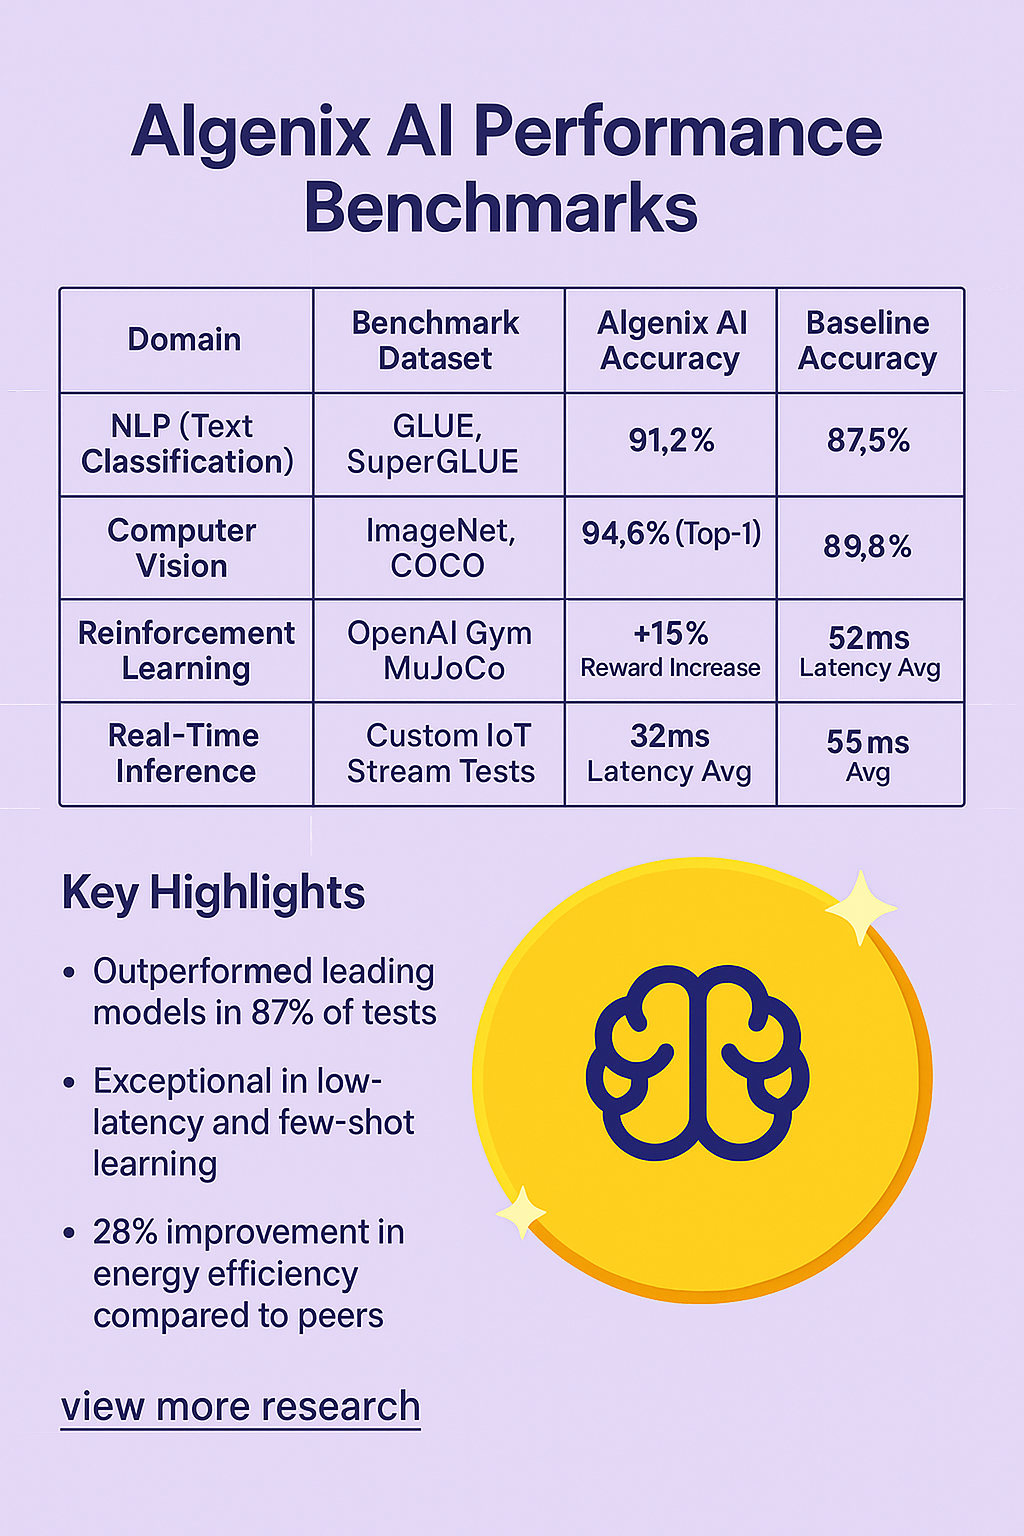 Algenix AI Performance
Benchmarks
Domain
Benchmark
Dataset
Algenix AI
Accuracy
Baseline
Accuracy
NLP (Text
Classification)
GLUE,
SuperGLUE
91,2%
87,5%
Computer
Vision
ImageNet,
COCO
94,6% (Top-1)
89,8%
Reinforcement
Learning
OpenAI Gym
MuJoCo
+15%
Reward Increase
52ms
Latency Avg
Real-Time
Inference
Custom IoT
Stream Tests
32ms
Latency Avg
55 ms
Avg
Key Highlights
• Outperformed leading
models in 87% of tests
• Exceptional in low-
latency and few-shot
learning
• 28% improvement in
energy efficiency
compared to peers
view more research